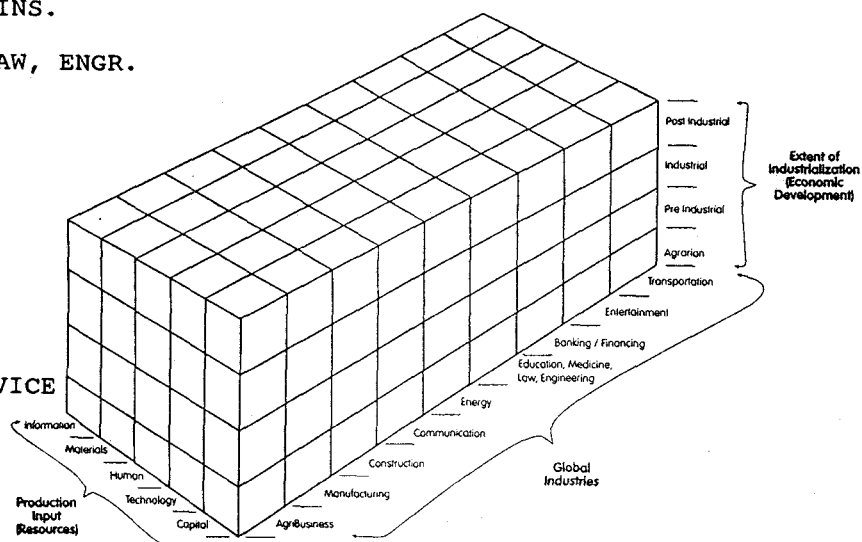 INS.
AW, ENGR.
Post Industrial
Industrial
Pre Industrial
Agrarian
Extent of
Industrialization
(Economic
Development)
Transportation
Entertainment
Banking / Financing
Education, Medicine,
Law, Engineering
Energy
Communication
Construction
Manufacturing
AgriBusiness
Global
Industries
VICE
Information
Materials
Human
Technology
Capital
Production
Input
(Resources)